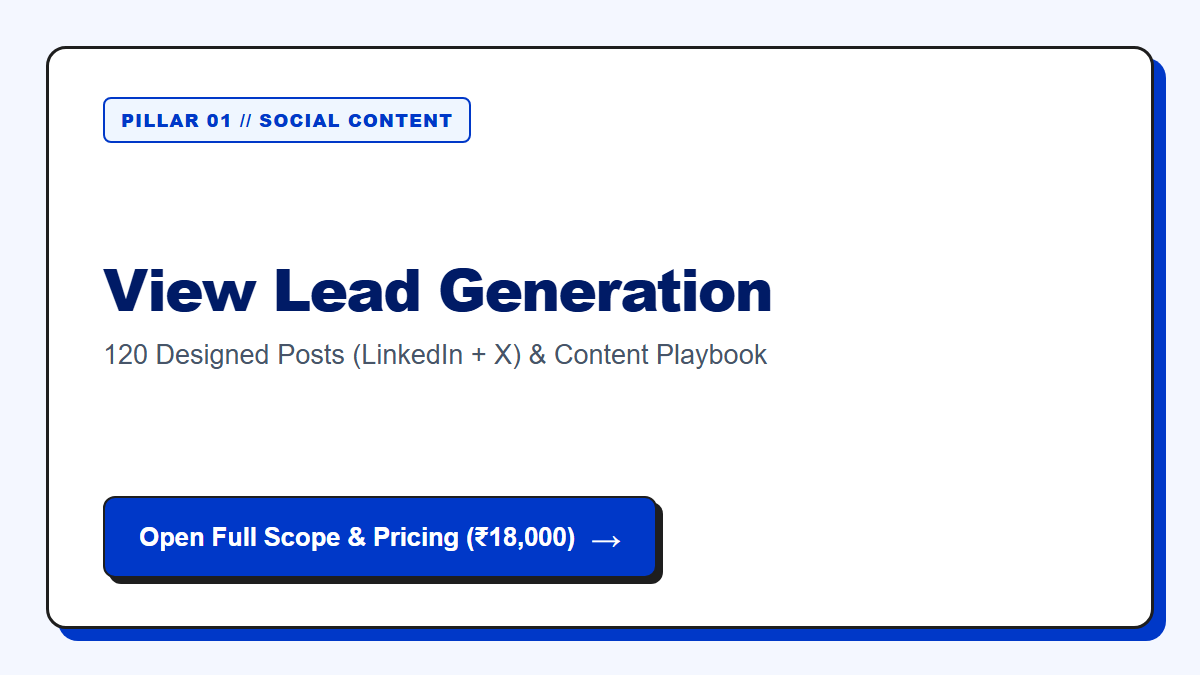 PILLAR 01 // SOCIAL CONTENT
View Lead Generation
120 Designed Posts (LinkedIn + X) & Content Playbook
Open Full Scope & Pricing (₹18,000) →